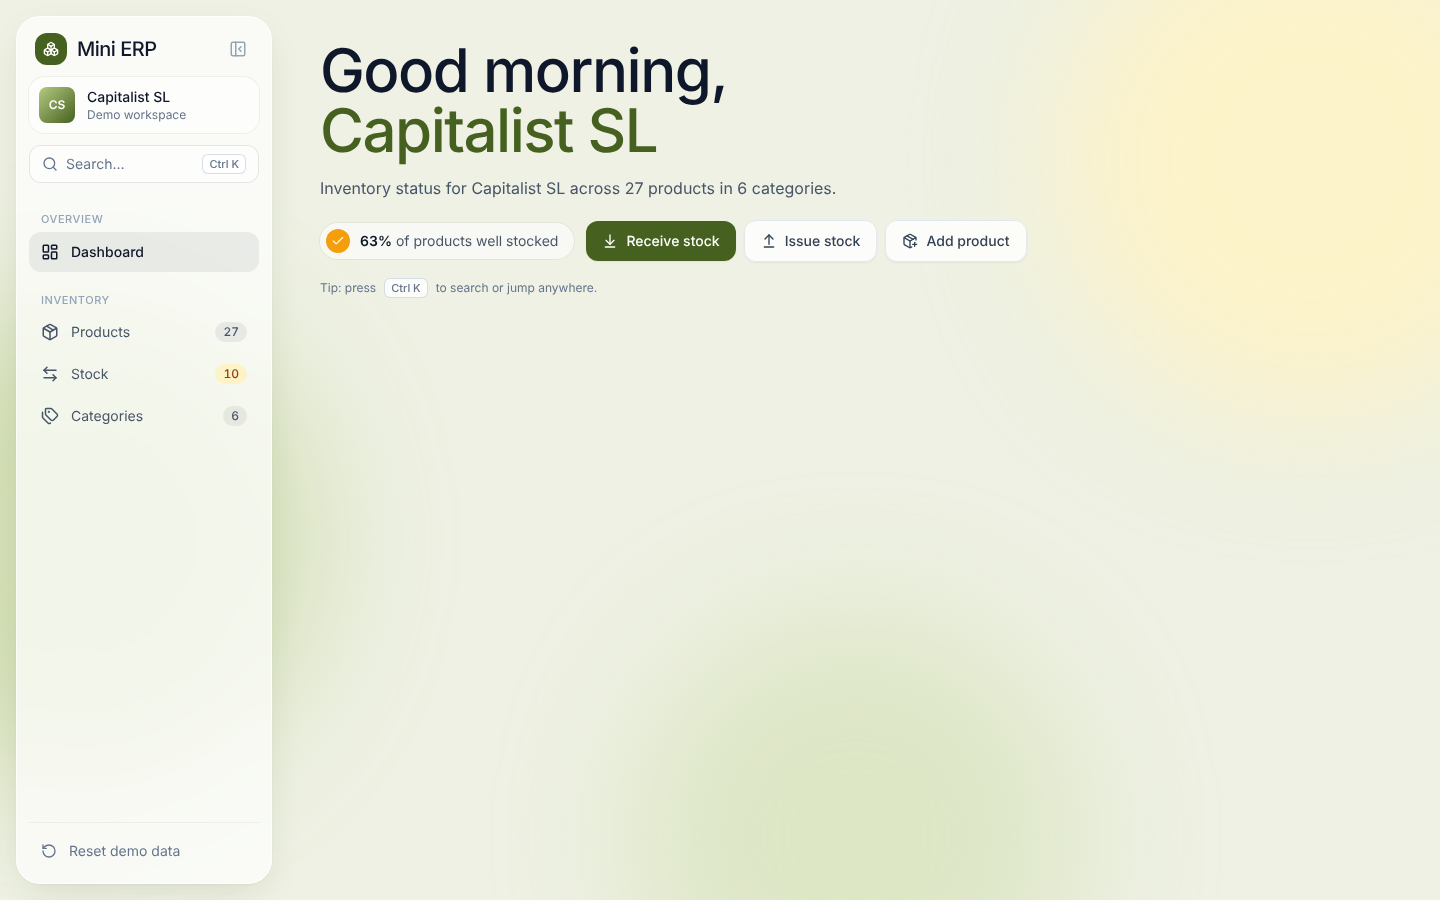 Mini ERP
CS
Capitalist SL
Demo workspace
Search...
Ctrl K
OVERVIEW
Dashboard
INVENTORY
Products
27
Stock
10
Categories
6
Reset demo data
Good morning,
Capitalist SL
Inventory status for Capitalist SL across 27 products in 6 categories.
63% of products well stocked
Receive stock
Issue stock
Add product
Tip: press Ctrl K to search or jump anywhere.